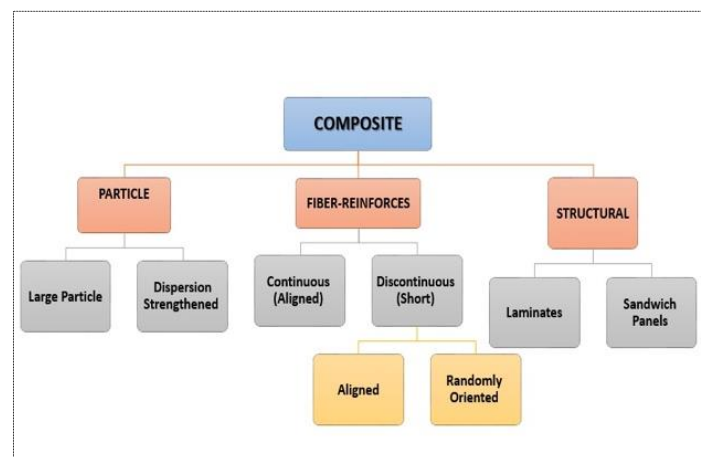 COMPOSITE
PARTICLE
FIBER-REINFORCES
STRUCTURAL
Large Particle
Dispersion
Strengthened
Continuous
(Aligned)
Discontinuous
(Short)
Laminates
Sandwich
Panels
Aligned
Randomly
Oriented